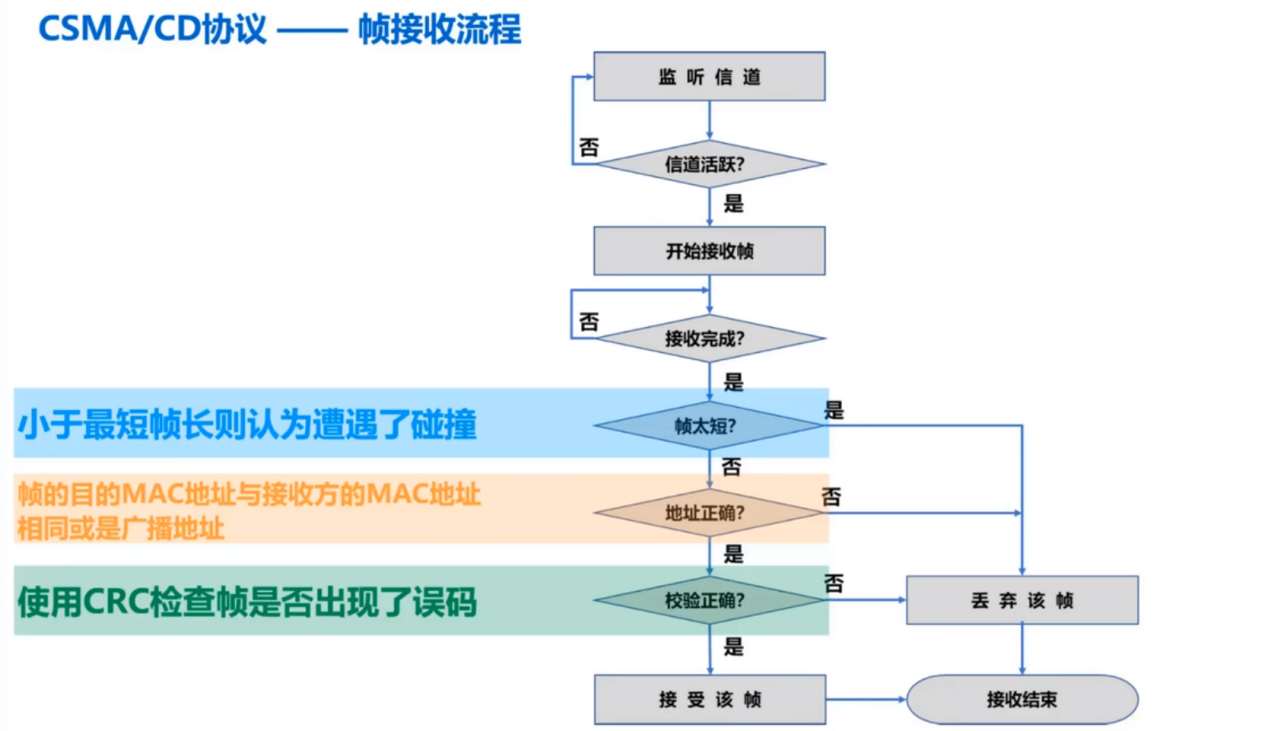 CSMA/CD协议 —— 帧接收流程
监 听 信 道
否
信道活跃?
是
开始接收帧
否
接收完成?
是
小于最短帧长则认为遭遇了碰撞
帧太短?
是
否
帧的目的MAC地址与接收方的MAC地址
相同或是广播地址
地址正确?
否
是
使用CRC检查帧是否出现了误码
校验正确?
否
丢 弃 该 帧
是
接 受 该 帧
接收结束